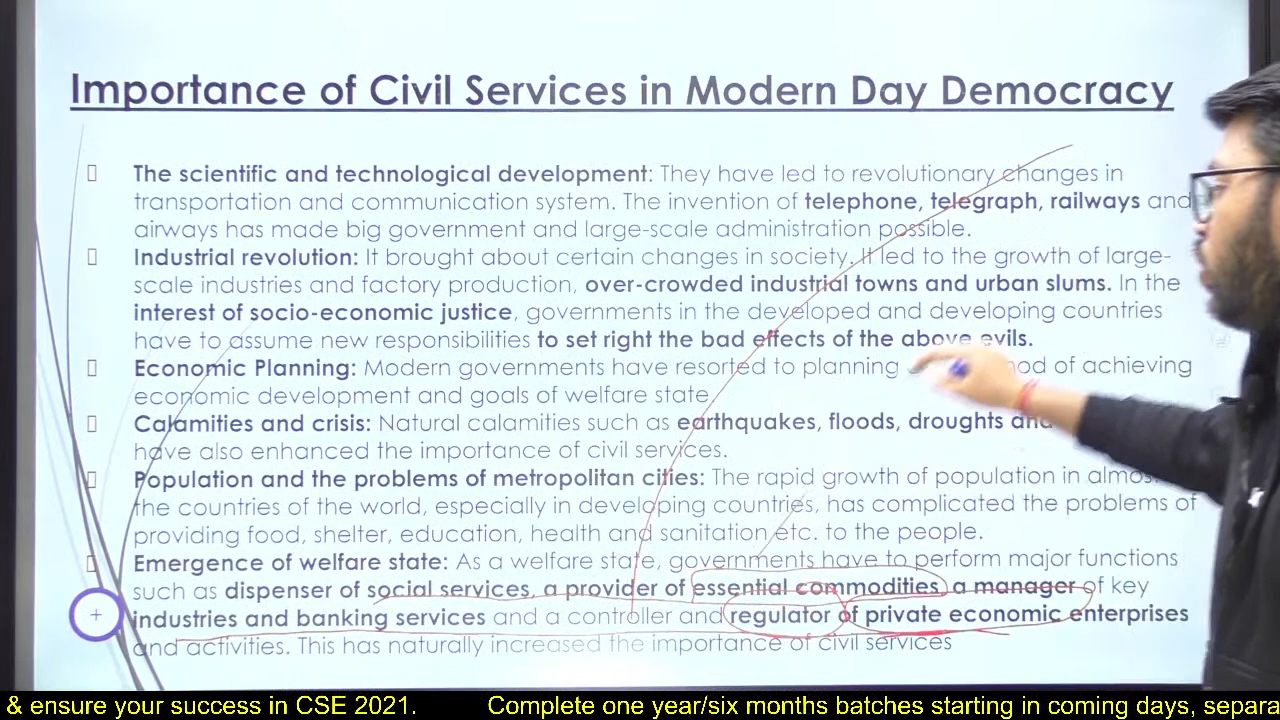 Importance of Civil Services in Modern Day Democracy
The scientific and technological development: They have led to revolutionary changes in
transportation and communication system. The invention of telephone, telegraph, railways and
airways has made big government and large-scale administration possible.
Industrial revolution: It brought about certain changes in society. It led to the growth of large-
scale industries and factory production, over-crowded industrial towns and urban slums. In the
interest of socio-economic justice, governments in the developed and developing countries
have to assume new responsibilities to set right the bad effects of the above evils.
Economic Planning: Modern governments have resorted to planning of achieving
economic development and goals of welfare state.
Calamities and crisis: Natural calamities such as earthquakes, floods, droughts and
have also enhanced the importance of civil services.
Population and the problems of metropolitan cities: The rapid growth of population in
the countries of the world, especially in developing countries, has complicated the problems of
providing food, shelter, education, health and sanitation etc. to the people.
Emergence of welfare state: As a welfare state, governments have to perform major functions
such as dispenser of social services, a provider of essential commodities, a manager of key
industries and banking services and a controller and regulator of private economic enterprises
and activities. This has naturally increased the importance of civil services
& ensure your success in CSE 2021. Complete one year/six months batches starting in coming days, separa